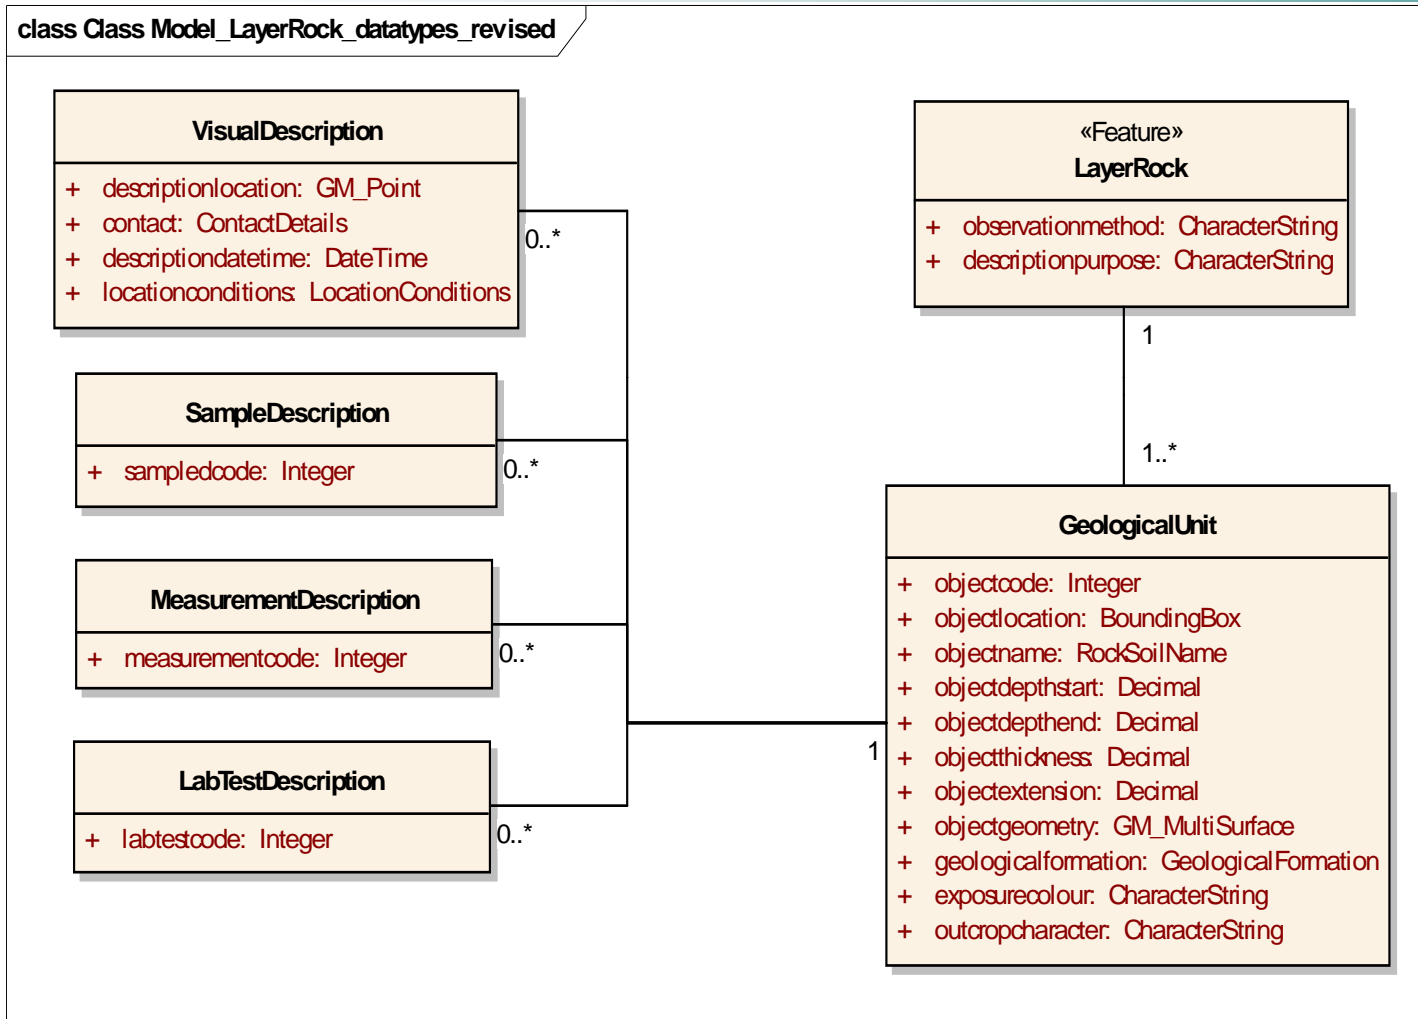 class Class Model_LayerRock_datatypes_revised
VisualDescription
+ descriptionlocation: GM_Point
+ contact: ContactDetails
+ descriptiondatetime: DateTime
+ locationconditions: LocationConditions
0..*
SampleDescription
+ sampledcode: Integer
0..*
MeasurementDescription
+ measurementcode: Integer
0..*
LabTestDescription
+ labtestcode: Integer
0..*
«Feature»
LayerRock
+ observationmethod: CharacterString
+ descriptionpurpose: CharacterString
1
1..*
GeologicalUnit
+ objectcode: Integer
+ objectlocation: BoundingBox
+ objectname: RockSoilName
+ objectdepthstart: Decimal
+ objectdepthend: Decimal
+ objectthickness: Decimal
+ objectextension: Decimal
+ objectgeometry: GM_MultiSurface
+ geologicalformation: GeologicalFormation
+ exposurecolour: CharacterString
+ outcropcharacter: CharacterString
1